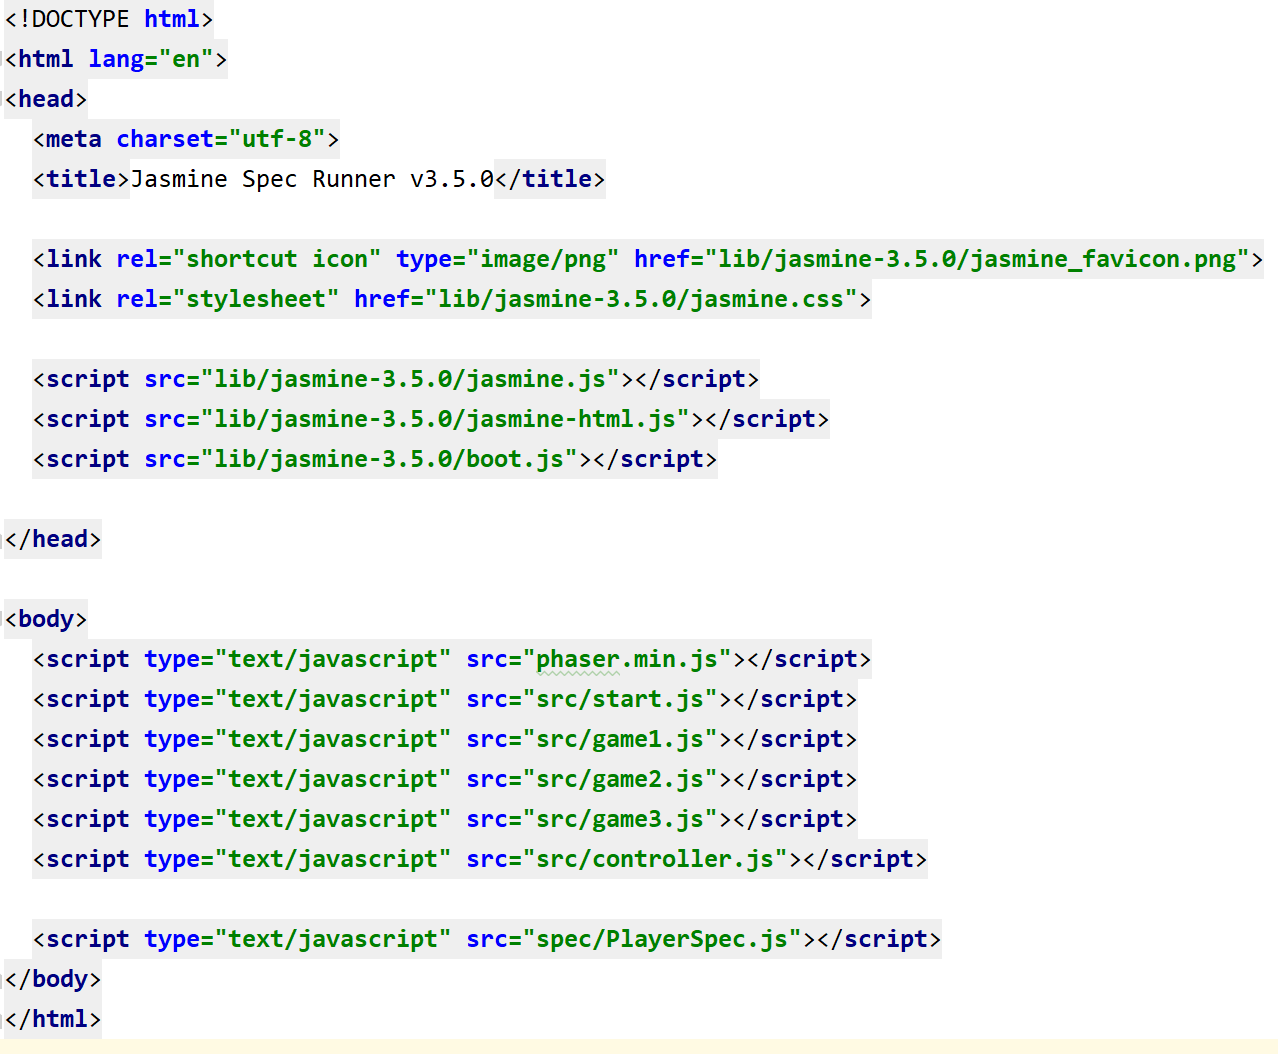 <!DOCTYPE html>
<html lang="en">
<head>
<meta charset="utf-8">
<title>Jasmine Spec Runner v3.5.0</title>
<link rel="shortcut icon" type="image/png" href="lib/jasmine-3.5.0/jasmine_favicon.png">
<link rel="stylesheet" href="lib/jasmine-3.5.0/jasmine.css">
<script src="lib/jasmine-3.5.0/jasmine.js"></script>
<script src="lib/jasmine-3.5.0/jasmine-html.js"></script>
<script src="lib/jasmine-3.5.0/boot.js"></script>
</head>
<body>
<script type="text/javascript" src="phaser.min.js"></script>
<script type="text/javascript" src="src/start.js"></script>
<script type="text/javascript" src="src/game1.js"></script>
<script type="text/javascript" src="src/game2.js"></script>
<script type="text/javascript" src="src/game3.js"></script>
<script type="text/javascript" src="src/controller.js"></script>
<script type="text/javascript" src="spec/PlayerSpec.js"></script>
</body>
</html>